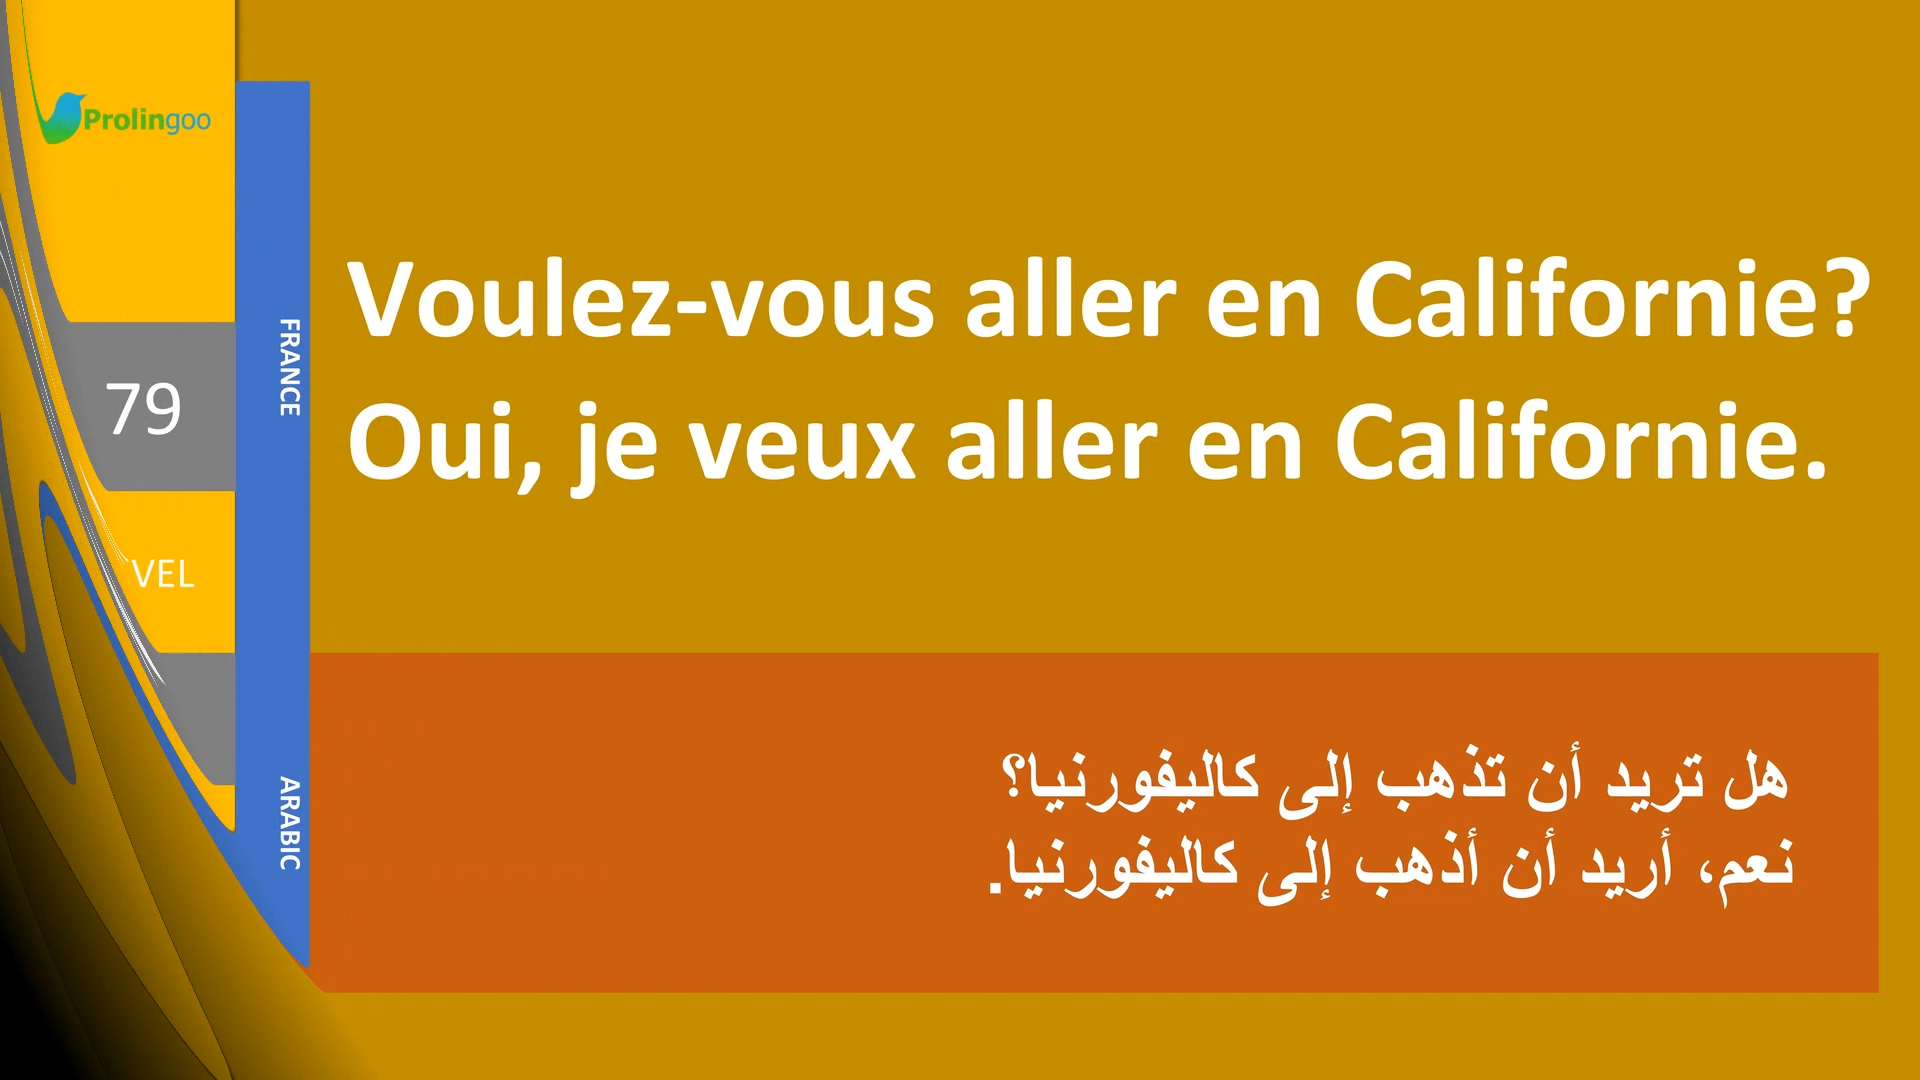 Prolingoo
79
VEL
FRANCE
Voulez-vous aller en Californie?
Oui, je veux aller en Californie.
ARABIC
هل تريد أن تذهب إلى كاليفورنيا؟
نعم، أريد أن أذهب إلى كاليفورنيا.